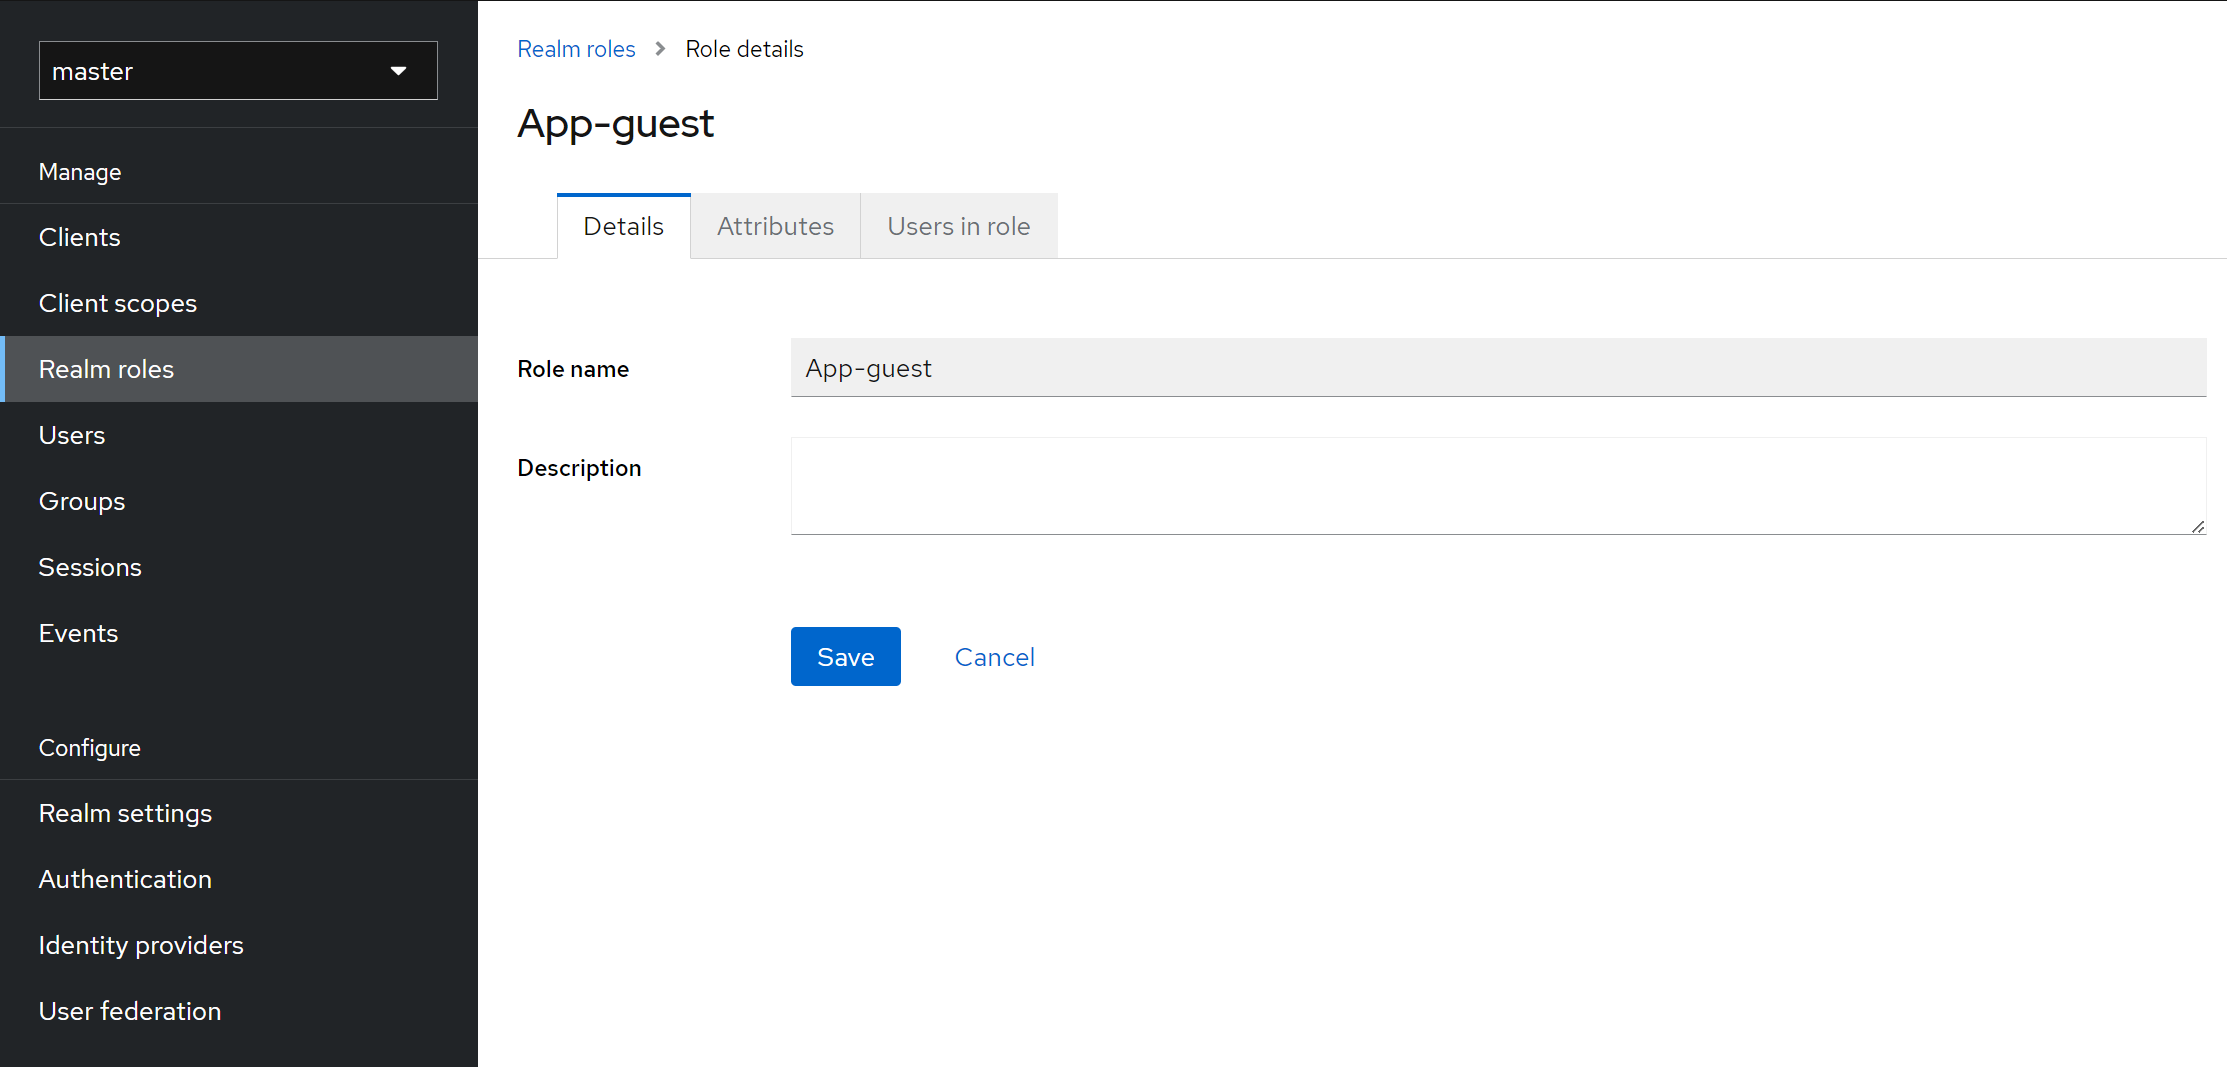 master
Manage
Clients
Client scopes
Realm roles
Users
Groups
Sessions
Events
Configure
Realm settings
Authentication
Identity providers
User federation
Realm roles Role details
App-guest
Details Attributes Users in role
Role name App-guest
Description
Save Cancel